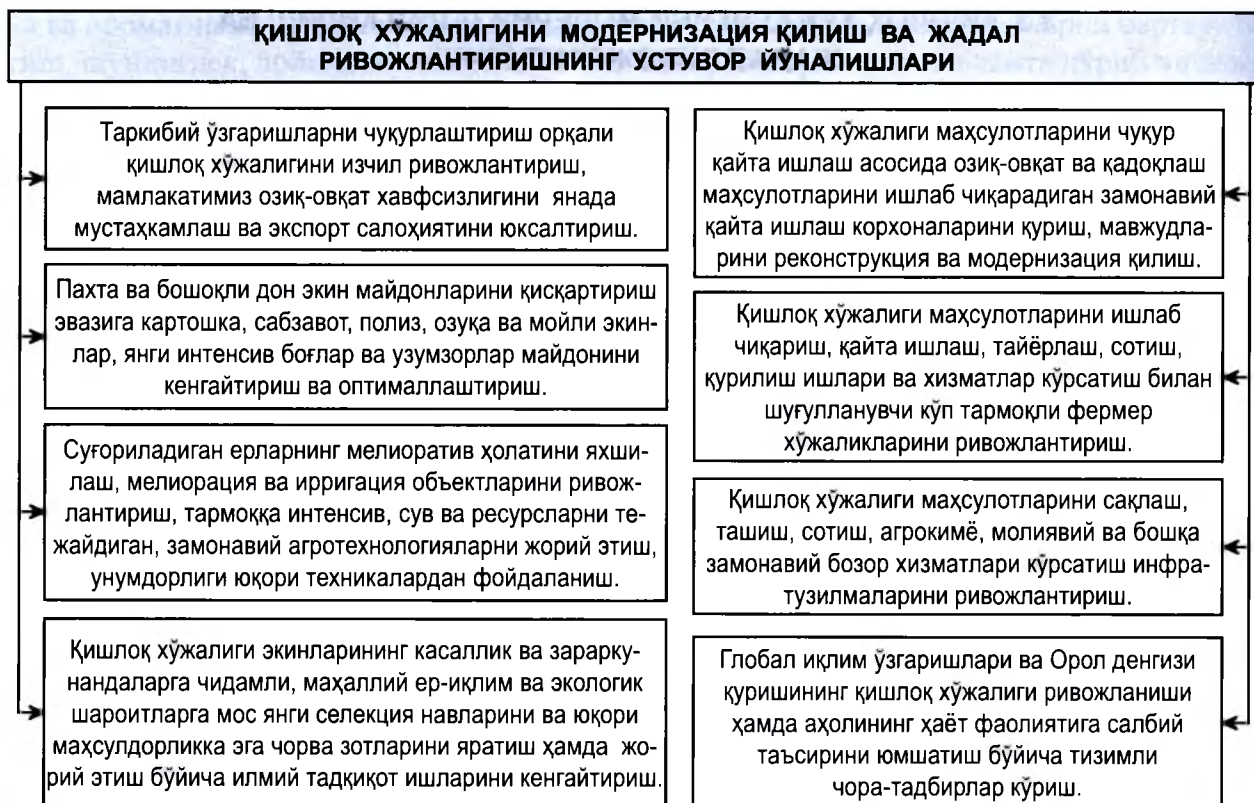 ҚИШЛОҚ ХЎЖАЛИГИНИ МОДЕРНИЗАЦИЯ ҚИЛИШ ВА ЖАДАЛ
РИВОЖЛАНТИРИШНИНГ УСТУВОР ЙЎНАЛИШЛАРИ
Таркибий ўзгаришларни чуқурлаштириш орқали
қишлоқ хўжалигини изчил ривожлантириш,
мамлакатимиз озиқ-овқат хавфсизлигини янада
мустаҳкамлаш ва экспорт салоҳиятини юксалтириш.
Пахта ва бошоқли дон экин майдонларини қисқартириш
эвазига картошка, сабзавот, полиз, озуқа ва мойли экин-
лар, янги интенсив боғлар ва узумзорлар майдонини
кенгайтириш ва оптималлаштириш.
Суғориладиган ерларнинг мелиоратив ҳолатини яхши-
лаш, мелиорация ва ирригация объектларини ривож-
лантириш, тармоққа интенсив, сув ва ресурсларни те-
жайдиган, замонавий агротехнологияларни жорий этиш,
унумдорлиги юқори техникалардан фойдаланиш.
Қишлоқ хўжалиги экинларининг касаллик ва зарарку-
нандаларга чидамли, маҳаллий ер-иқлим ва экологик
шароитларга мос янги селекция навларини ва юқори
маҳсулдорликка эга чорва зотларини яратиш ҳамда жо-
рий этиш бўйича илмий тадқиқот ишларини кенгайтириш.
Қишлоқ хўжалиги маҳсулотларини чуқур
қайта ишлаш асосида озиқ-овқат ва қадоқлаш
маҳсулотларини ишлаб чиқарадиган замонавий
қайта ишлаш корхоналарини қуриш, мавжудла-
рини реконструкция ва модернизация қилиш.
Қишлоқ хўжалиги маҳсулотларини ишлаб
чиқариш, қайта ишлаш, тайёрлаш, сотиш,
қурилиш ишлари ва хизматлар кўрсатиш билан
шуғулланувчи кўп тармоқли фермер
хўжаликларини ривожлантириш.
Қишлоқ хўжалиги маҳсулотларини сақлаш,
ташиш, сотиш, агрокимё, молиявий ва бошқа
замонавий бозор хизматлари кўрсатиш инфра-
тузилмаларини ривожлантириш.
Глобал иқлим ўзгаришлари ва Орол денгизи
қуришининг қишлоқ хўжалиги ривожланиши
ҳамда аҳолининг ҳаёт фаолиятига салбий
таъсирини юмшатиш бўйича тизимли
чора-тадбирлар кўриш.